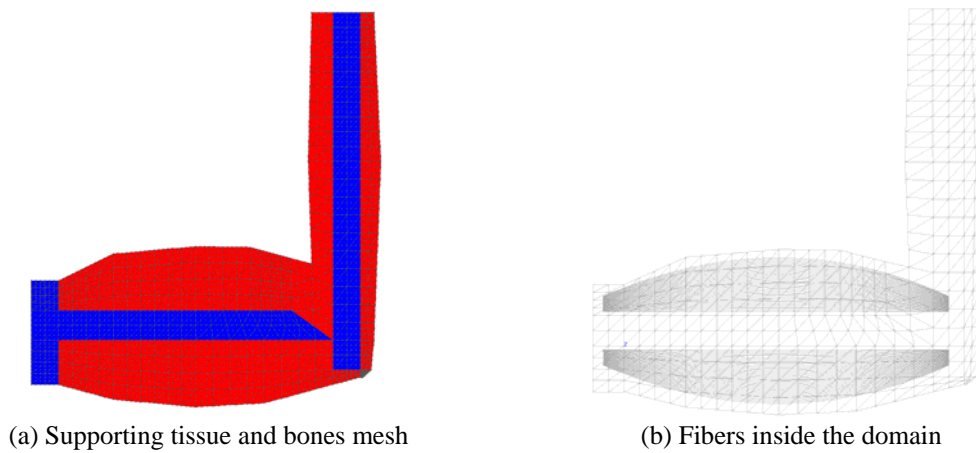 (a) Supporting tissue and bones mesh
(b) Fibers inside the domain